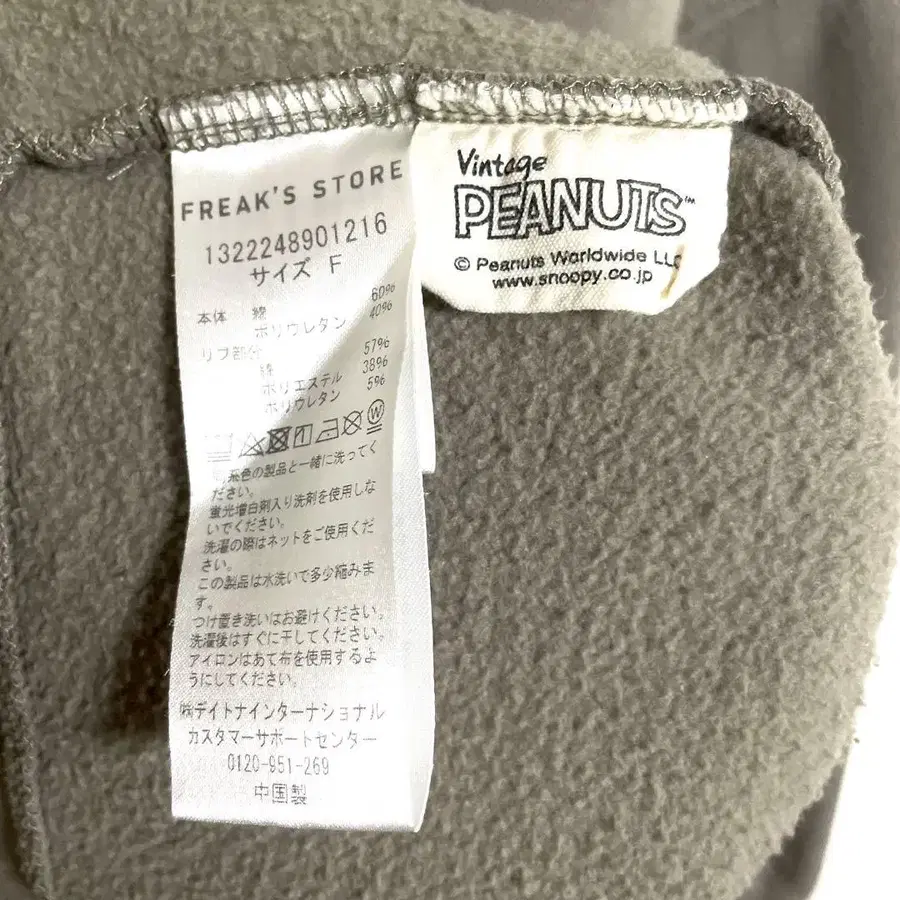 FREAK'S STORE
1322248901216
サイズ F
本体 綿 60%
ポリウレタン 40%
リブ部分
綿 57%
ポリエステル 38%
ポリウレタン 5%
系色の製品と一緒に洗ってく
ださい。
蛍光増白剤入り洗剤を使用しな
いでください。
洗濯の際はネットをご使用くだ
さい。
この製品は水洗いで多少縮みま
す。
つけ置き洗いはお避けください。
洗濯後はすぐに干してください。
アイロンはあて布を使用するよ
うにしてください。
㈱デイトナインターナショナル
カスタマーサポートセンター
0120-951-269
中国製
Vintage
PEANUTS™
© Peanuts Worldwide LLC
www.snoopy.co.jp